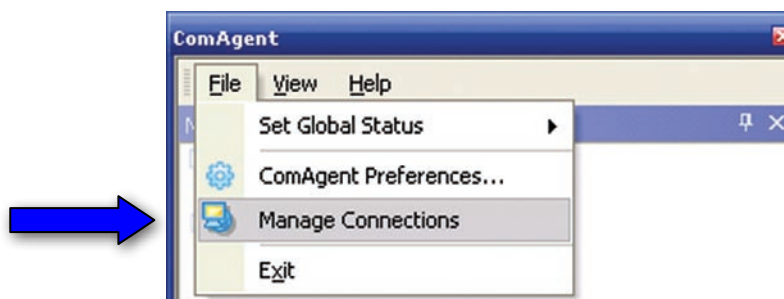 ComAgent
File View Help
Set Global Status
ComAgent Preferences...
Manage Connections
Exit